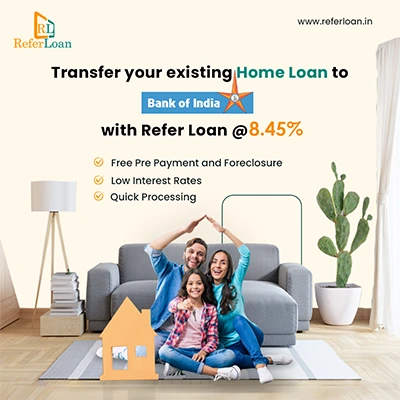 www.referloan.in
RL
ReferLoan
Transfer your existing Home Loan to
Bank of India
with Refer Loan @8.45%
Free Pre Payment and Foreclosure
Low Interest Rates
Quick Processing